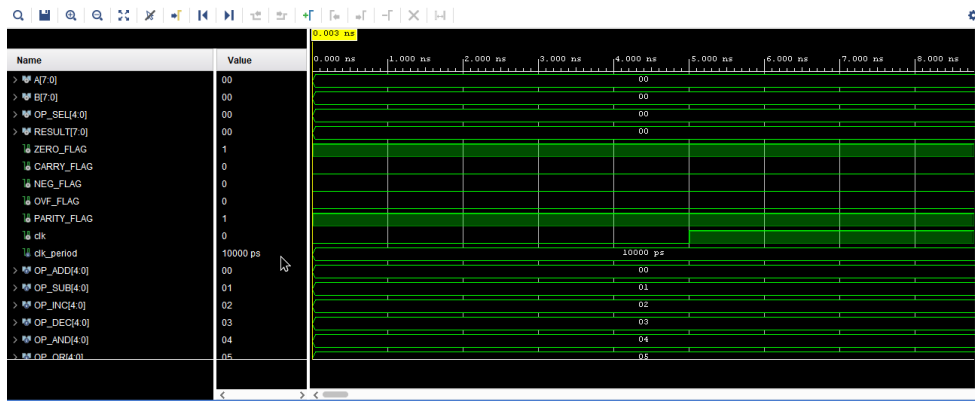 0.003 ns
Name Value 0.000 ns 1.000 ns 2.000 ns 3.000 ns 4.000 ns 5.000 ns 6.000 ns 7.000 ns 8.000 ns
A[7:0] 00 00
B[7:0] 00 00
OP_SEL[4:0] 00 00
RESULT[7:0] 00 00
ZERO_FLAG 1
CARRY_FLAG 0
NEG_FLAG 0
OVF_FLAG 0
PARITY_FLAG 1
clk 0
clk_period 10000 ps 10000 ps
OP_ADD[4:0] 00 00
OP_SUB[4:0] 01 01
OP_INC[4:0] 02 02
OP_DEC[4:0] 03 03
OP_AND[4:0] 04 04
OP_OR[4:0] 05 05